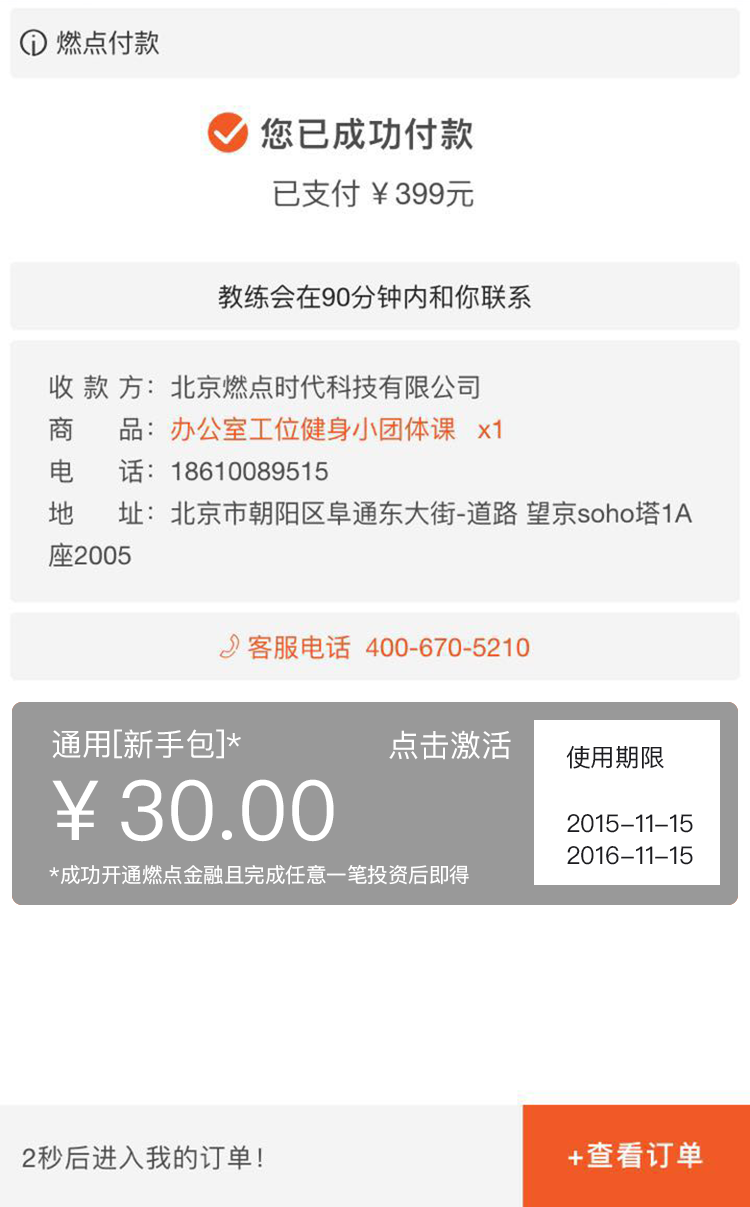 燃点付款
您已成功付款
已支付 ¥399元
教练会在90分钟内和你联系
收 款 方：北京燃点时代科技有限公司
商 品：办公室工位健身小团体课 x1
电 话：18610089515
地 址：北京市朝阳区阜通东大街-道路 望京soho塔1A
座2005
客服电话 400-670-5210
通用[新手包]* 点击激活
¥30.00
*成功开通燃点金融且完成任意一笔投资后即得
使用期限
2015–11–15
2016–11–15
2秒后进入我的订单！
+查看订单